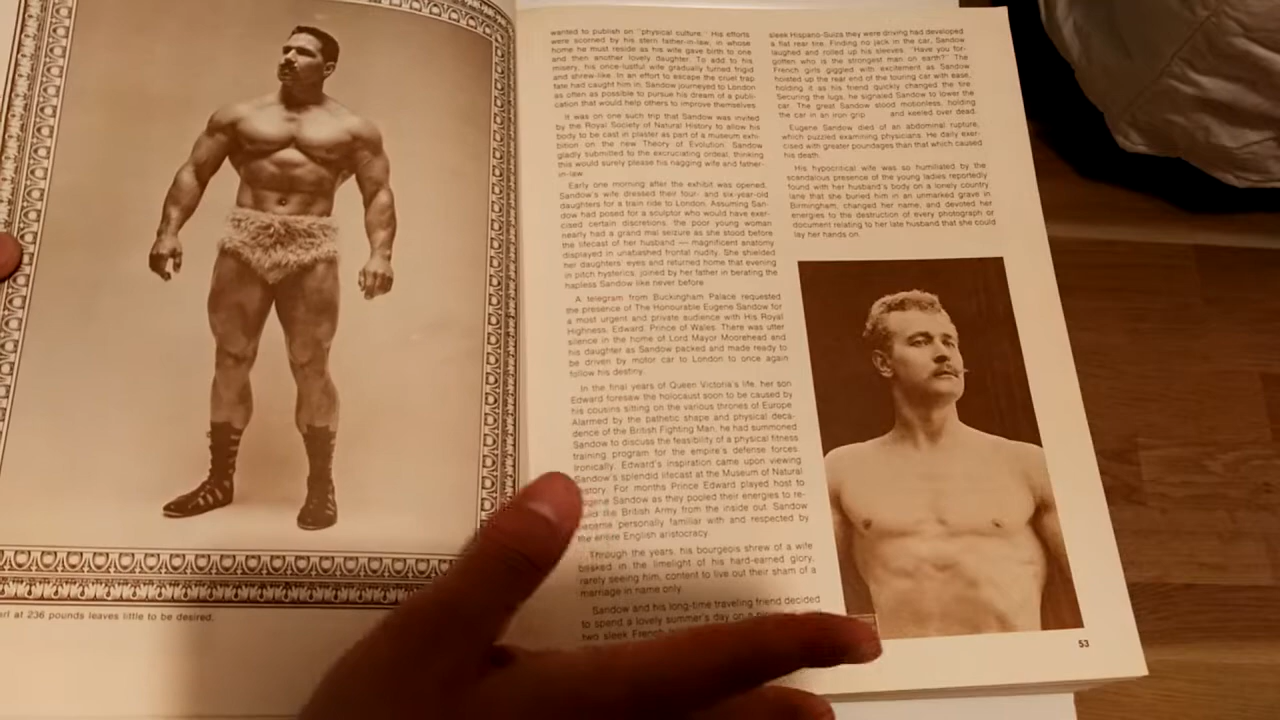 erl at 236 pounds leaves little to be desired.
wanted to publish on "physical culture." His efforts
were scorned by his stern father-in-law, in whose
home he must reside as his wife gave birth to one
and then another lovely daughter. To add to his
misery, his once-lustful wife gradually turned frigid
and shrew-like. In an effort to escape the cruel trap
fate had caught him in, Sandow journeyed to London
as often as possible to pursue his dream of a publi-
cation that would help others to improve themselves
It was on one such trip that Sandow was invited
by the Royal Society of Natural History to allow his
body to be cast in plaster as part of a museum exhi-
bition on the new Theory of Evolution. Sandow
gladly submitted to the excruciating ordeal, thinking
this would surely please his nagging wife and father-
in-law
Early one morning after the exhibit was opened,
Sandow's wife dressed their four- and six-year-old
daughters for a train ride to London. Assuming San-
dow had posed for a sculptor who would have exer-
cised certain discretions, the poor young woman
nearly had a grand mal seizure as she stood before
the lifecast of her husband — magnificent anatomy
displayed in unabashed frontal nudity. She shielded
her daughters' eyes and returned home that evening
in pitch hysterics, joined by her father in berating the
hapless Sandow like never before
A telegram from Buckingham Palace requested
the presence of The Honourable Eugene Sandow for
a most urgent and private audience with His Royal
Highness, Edward, Prince of Wales. There was utter
silence in the home of Lord Mayor Moorehead and
his daughter as Sandow packed and made ready to
be driven by motor car to London to once again
follow his destiny.
In the final years of Queen Victoria's life, her son
Edward foresaw the holocaust soon to be caused by
his cousins sitting on the various thrones of Europe
Alarmed by the pathetic shape and physical deca-
dence of the British Fighting Man, he had summoned
Sandow to discuss the feasibility of a physical fitness
training program for the empire's defense forces.
Ironically, Edward's inspiration came upon viewing
Sandow's splendid lifecast at the Museum of Natural
History. For months Prince Edward played host to
Eugene Sandow as they pooled their energies to re-
the British Army from the inside out. Sandow
became personally familiar with and respected by
the entire English aristocracy.
Through the years, his bourgeois shrew of a wife
basked in the limelight of his hard-earned glory,
rarely seeing him, content to live out their sham of a
marriage in name only.
Sandow and his long-time traveling friend decided
to spend a lovely summer's day on a
two sleek French
sleek Hispano-Suiza they were driving had developed
a flat rear tire. Finding no jack in the car, Sandow
laughed and rolled up his sleeves. "Have you for-
gotten who is the strongest man on earth?" The
French girls giggled with excitement as Sandow
hoisted up the rear end of the touring car with ease,
holding it as his friend quickly changed the tire
Securing the lugs, he signaled Sandow to lower the
car. The great Sandow stood motionless, holding
the car in an iron grip and keeled over dead.
Eugene Sandow died of an abdominal rupture,
which puzzled examining physicians. He daily exer-
cised with greater poundages than that which caused
his death.
His hypocritical wife was so humiliated by the
scandalous presence of the young ladies reportedly
found with her husband's body on a lonely country
lane that she buried him in an unmarked grave in
Birmingham, changed her name, and devoted her
energies to the destruction of every photograph or
document relating to her late husband that she could
lay her hands on.
53